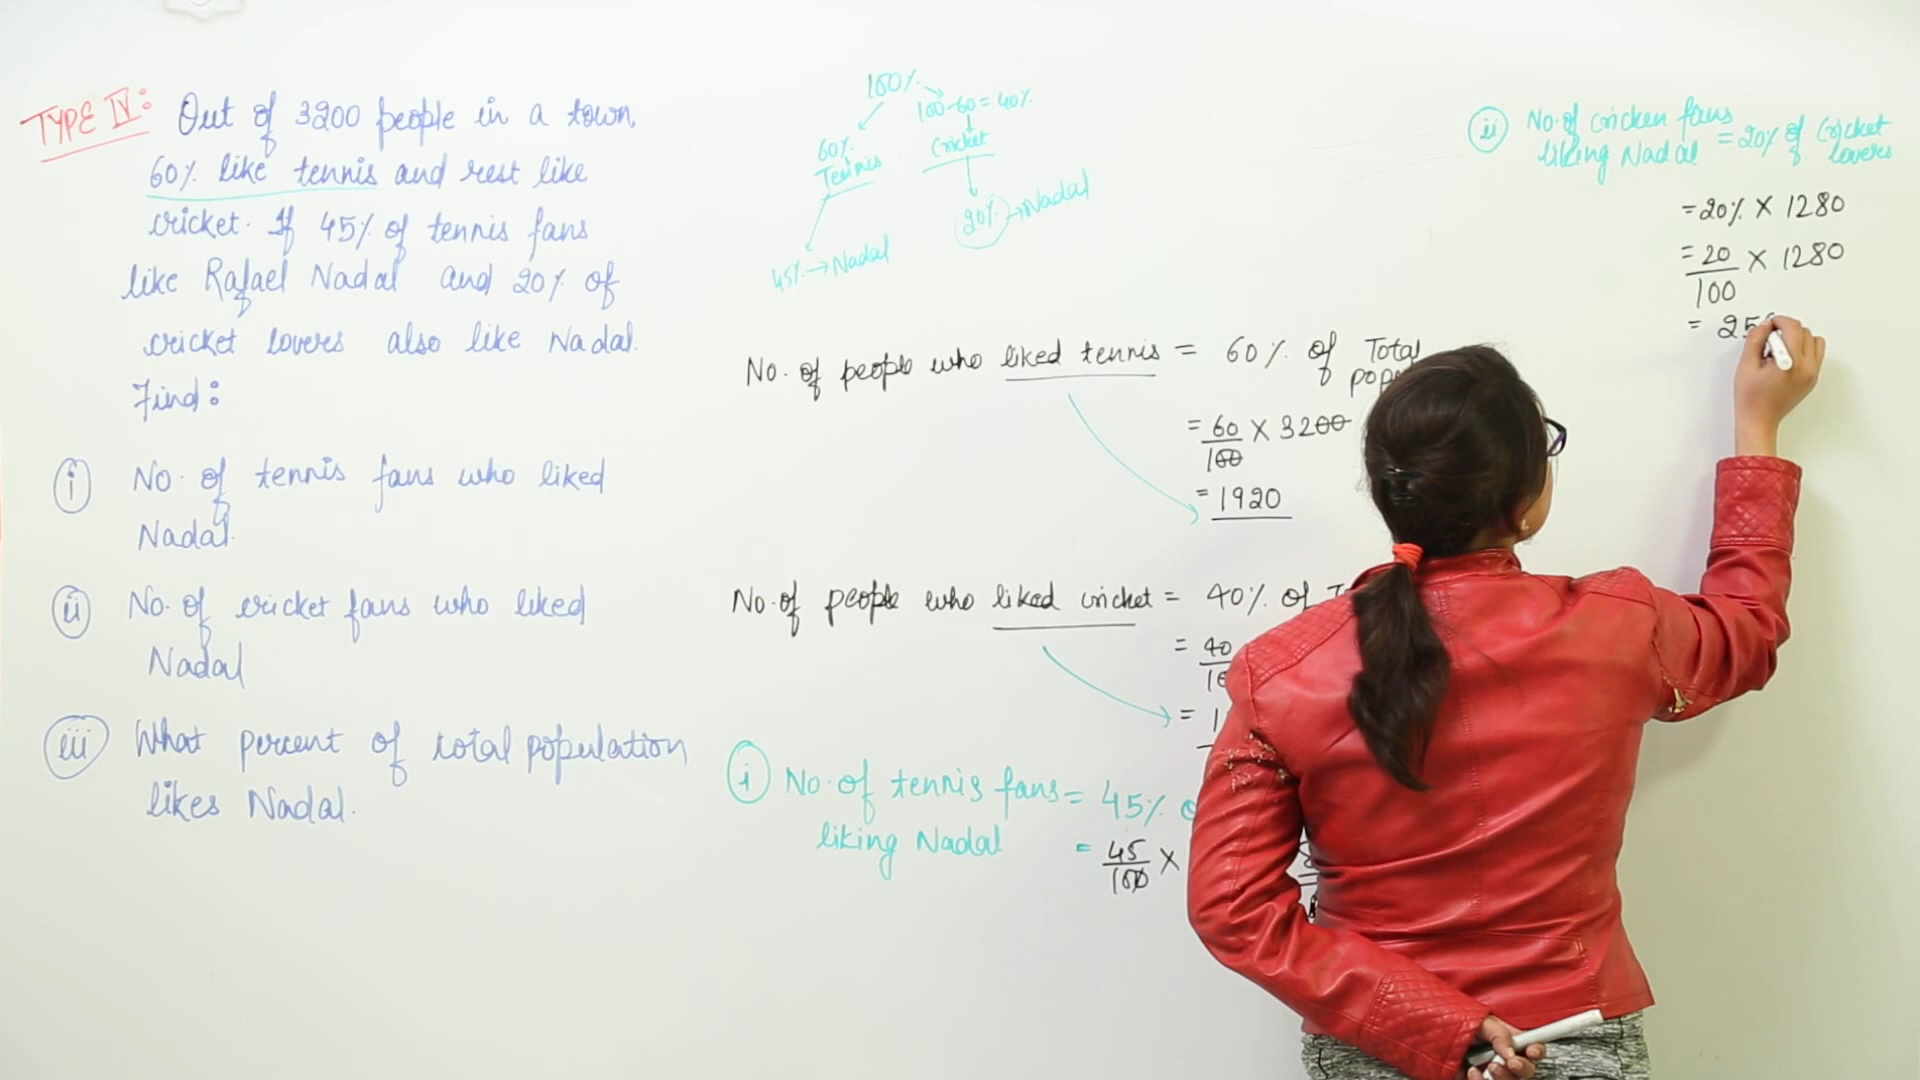 TYPE IV: Out of 3200 people in a town,
60% like tennis and rest like
cricket. If 45% of tennis fans
like Rafael Nadal and 20% of
cricket lovers also like Nadal.
Find:
(i) No. of tennis fans who liked
Nadal.
(ii) No. of cricket fans who liked
Nadal
(iii) What percent of total population
likes Nadal.
100%
100-60=40%
60%
Tennis
Cricket
45% → Nadal
20% → Nadal
No. of people who liked tennis = 60% of Total
= 60/100 × 3200
= 1920
No. of people who liked cricket = 40% of
= 40
(i) No. of tennis fans = 45%
liking Nadal = 45/100 ×
(ii) No. of cricken fans
liking Nadal = 20% of Cricket
lovers
= 20% × 1280
= 20/100 × 1280
= 25